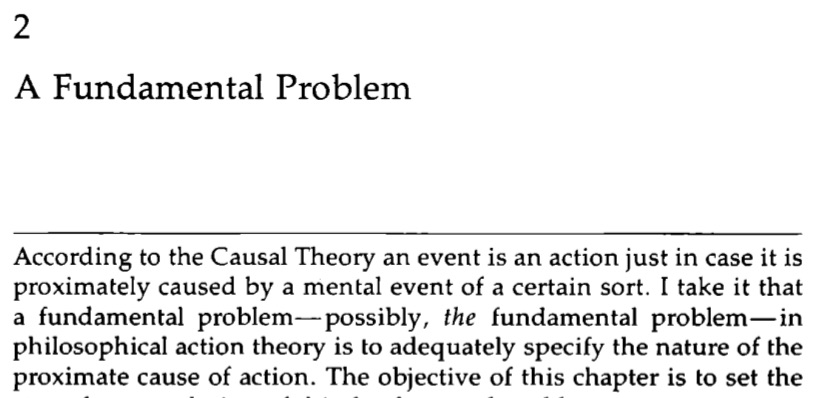 2
A Fundamental Problem
According to the Causal Theory an event is an action just in case it is
proximately caused by a mental event of a certain sort. I take it that
a fundamental problem—possibly, the fundamental problem—in
philosophical action theory is to adequately specify the nature of the
proximate cause of action. The objective of this chapter is to set the